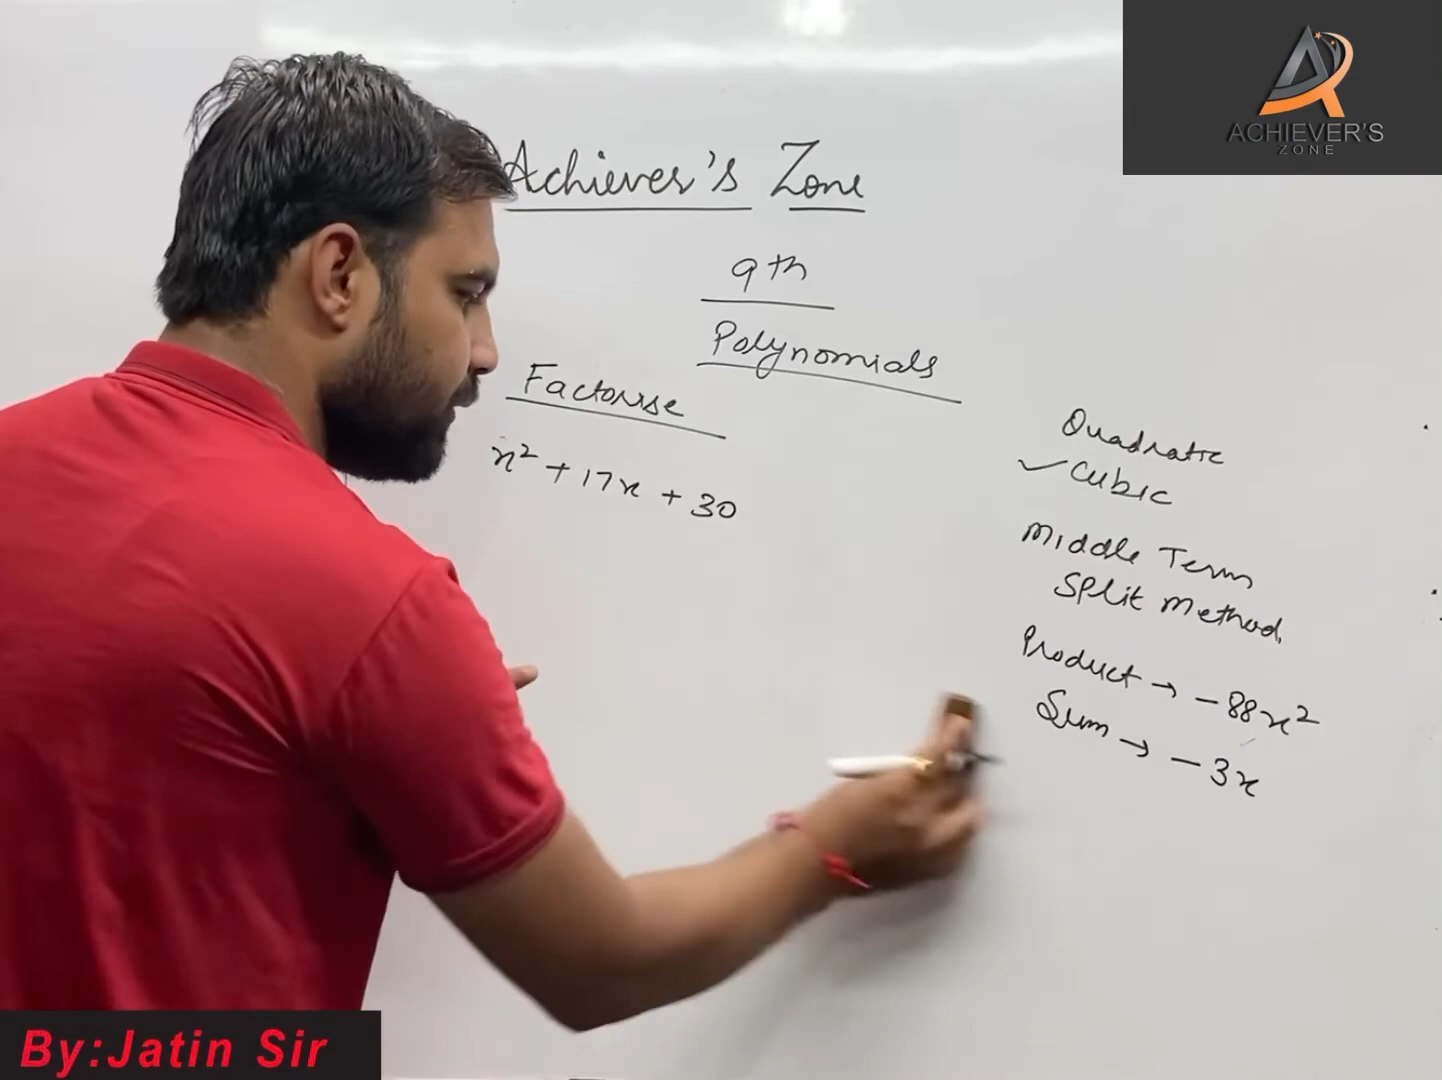 ACHIEVER'S
ZONE
Achiever's Zone
9th
Polynomials
Factorise
x² + 17x + 30
Quadratic
✓ Cubic
Middle Term
Split Method
Product → -88x²
Sum → -3x
By:Jatin Sir